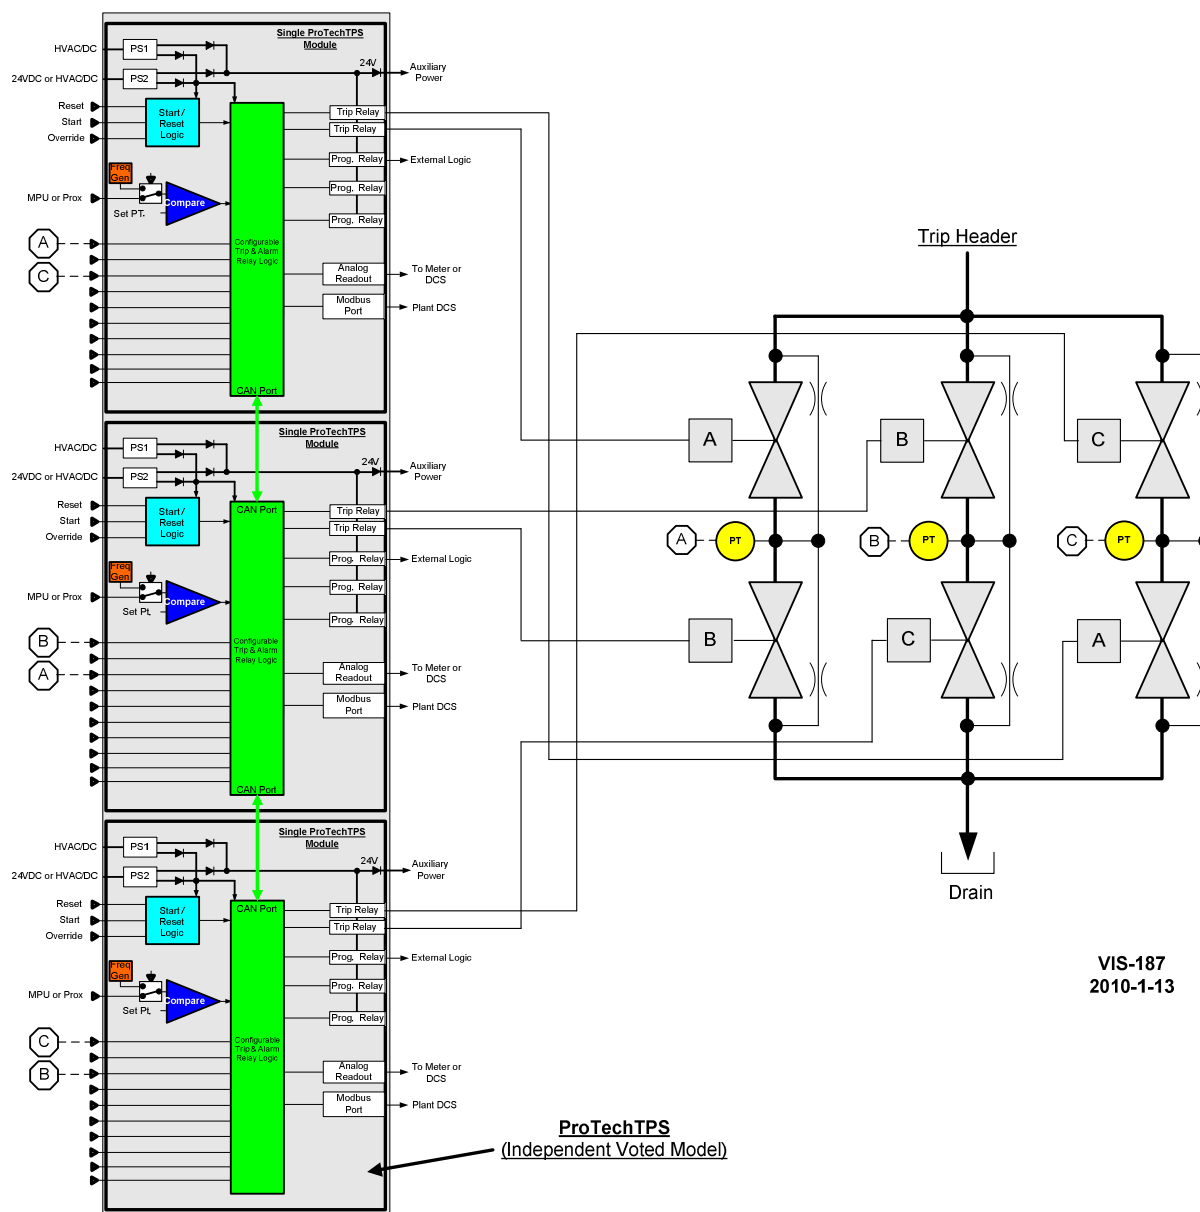 Single ProTechTPS
Module
HVAC/DC
PS1
24VDC or HVAC/DC
PS2
24V
Auxiliary
Power
Reset
Start
Override
Start/
Reset
Logic
Trip Relay
Trip Relay
Prog. Relay
External Logic
Prog. Relay
Prog. Relay
Freq
Gen
MPU or Prox
Set PT.
Compare
A
C
Configurable
Trip & Alarm
Relay Logic
Analog
Readout
To Meter or
DCS
Modbus
Port
Plant DCS
CAN Port
Single ProTechTPS
Module
HVAC/DC
PS1
24VDC or HVAC/DC
PS2
24V
Auxiliary
Power
Reset
Start
Override
Start/
Reset
Logic
CAN Port
Trip Relay
Trip Relay
Prog. Relay
External Logic
Prog. Relay
Prog. Relay
Freq
Gen
MPU or Prox
Set Pt.
Compare
B
A
Configurable
Trip & Alarm
Relay Logic
Analog
Readout
To Meter or
DCS
Modbus
Port
Plant DCS
CAN Port
Single ProTechTPS
Module
HVAC/DC
PS1
24VDC or HVAC/DC
PS2
24V
Auxiliary
Power
Reset
Start
Override
Start/
Reset
Logic
CAN Port
Trip Relay
Trip Relay
Prog. Relay
External Logic
Prog. Relay
Prog. Relay
Freq
Gen
MPU or Prox
Set Pt.
Compare
C
B
Configurable
Trip & Alarm
Relay Logic
Analog
Readout
To Meter or
DCS
Modbus
Port
Plant DCS
Trip Header
A
B
C
A
PT
B
PT
C
PT
B
C
A
Drain
VIS-187
2010-1-13
ProTechTPS
(Independent Voted Model)